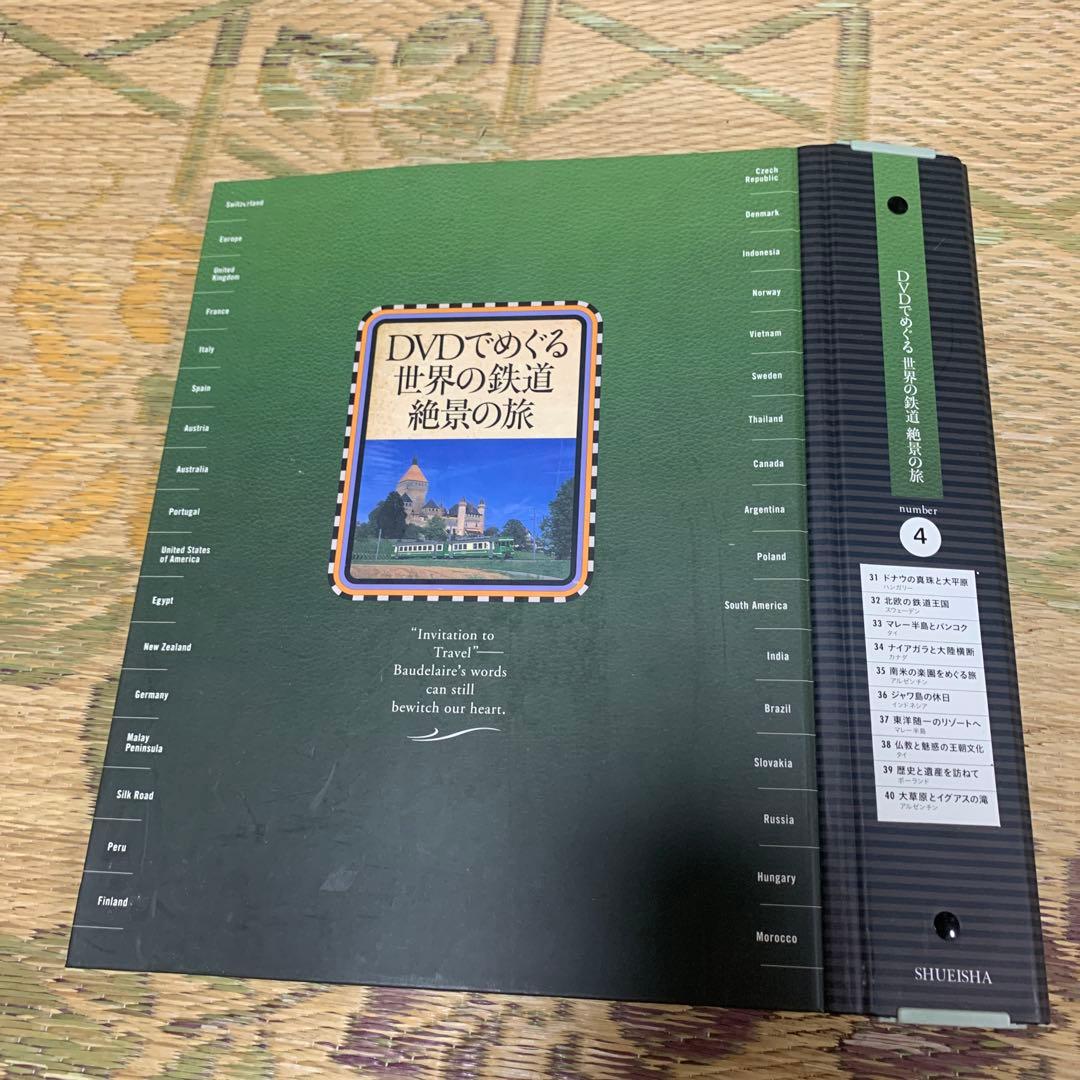 Switzerland
Europe
United
Kingdom
France
Italy
Spain
Austria
Australia
Portugal
United States
of America
Egypt
New Zealand
Germany
Malay
Peninsula
Silk Road
Peru
Finland
DVDでめぐる
世界の鉄道
絶景の旅
“Invitation to
Travel”—
Baudelaire's words
can still
bewitch our heart.
Czech
Republic
Denmark
Indonesia
Norway
Vietnam
Sweden
Thailand
Canada
Argentina
Poland
South America
India
Brazil
Slovakia
Russia
Hungary
Morocco
DVDでめぐる 世界の鉄道 絶景の旅
number
4
31 ドナウの真珠と大平原
ハンガリー
32 北欧の鉄道王国
スウェーデン
33 マレー半島とバンコク
タイ
34 ナイアガラと大陸横断
カナダ
35 南米の楽園をめぐる旅
アルゼンチン
36 ジャワ島の休日
インドネシア
37 東洋随一のリゾートへ
マレー半島
38 仏教と魅惑の王朝文化
タイ
39 歴史と遺産を訪ねて
ポーランド
40 大草原とイグアスの滝
アルゼンチン
SHUEISHA